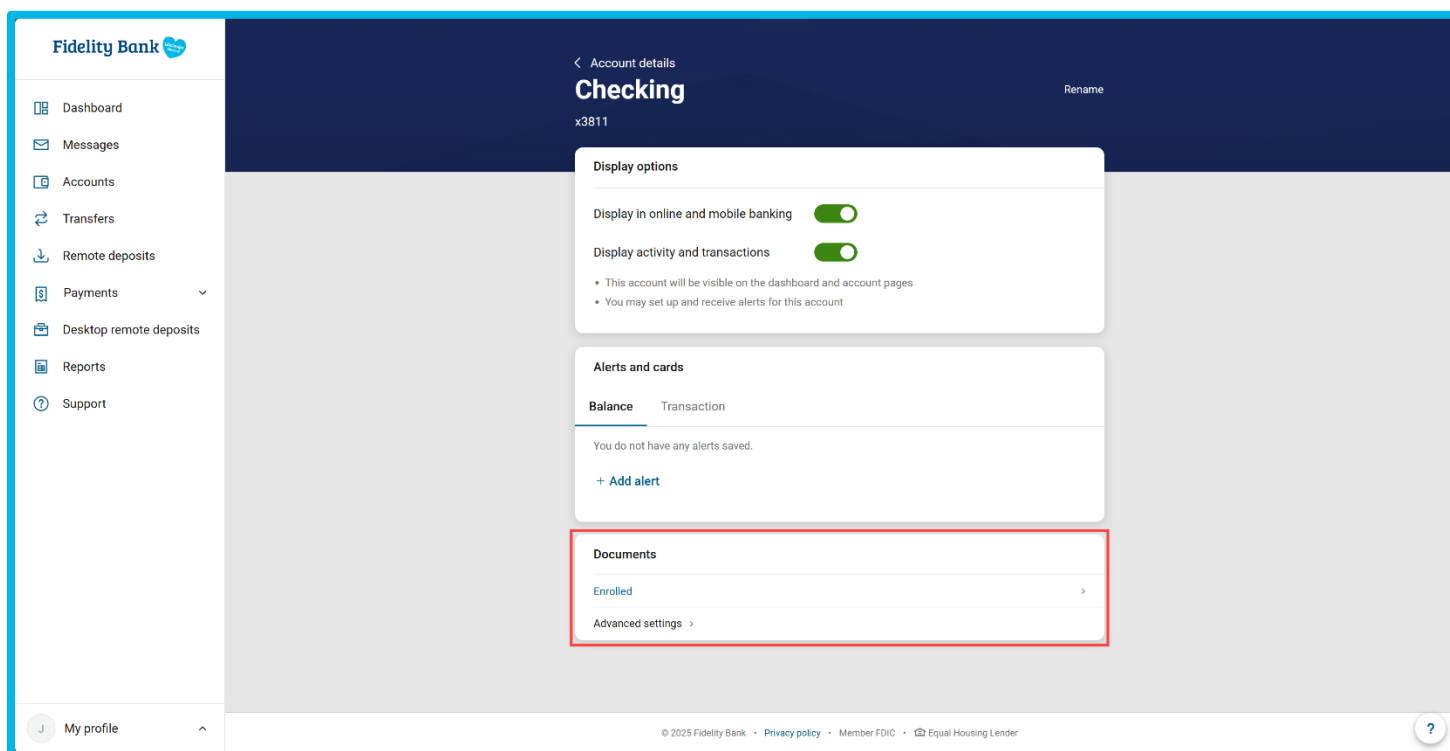 Fidelity Bank
Dashboard
Messages
Accounts
Transfers
Remote deposits
Payments
Desktop remote deposits
Reports
Support
J My profile
Account details
Checking
Rename
x3811
Display options
Display in online and mobile banking
Display activity and transactions
• This account will be visible on the dashboard and account pages
• You may set up and receive alerts for this account
Alerts and cards
Balance Transaction
You do not have any alerts saved.
+ Add alert
Documents
Enrolled
Advanced settings
© 2025 Fidelity Bank • Privacy policy • Member FDIC • Equal Housing Lender
?